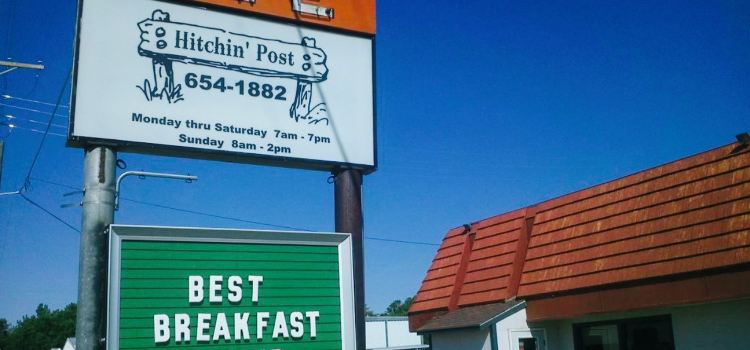 Hitchin' Post
654-1882
Monday thru Saturday 7am - 7pm
Sunday 8am - 2pm
BEST
BREAKFAST